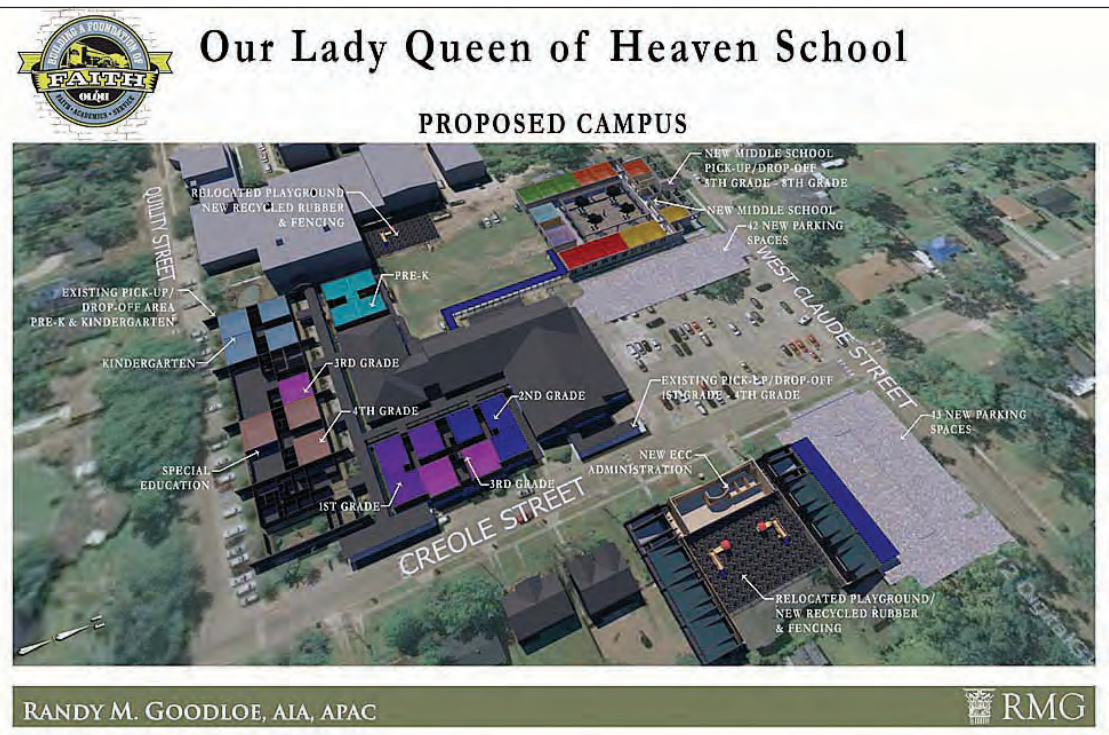 BUILDING A FOUNDATION OF
FAITH
OLQH
FAITH • ACADEMICS • SERVICE
Our Lady Queen of Heaven School
PROPOSED CAMPUS
NEW MIDDLE SCHOOL
PICK-UP/DROP-OFF
8TH GRADE - 8TH GRADE
NEW MIDDLE SCHOOL
42 NEW PARKING
SPACES
RELOCATED PLAYGROUND
NEW RECYCLED RUBBER
& FENCING
QUILTY STREET
WEST CLAUDE STREET
PRE-K
EXISTING PICK-UP/
DROP-OFF AREA
PRE-K & KINDERGARTEN
KINDERGARTEN
3RD GRADE
EXISTING PICK-UP/DROP-OFF
1ST GRADE - 4TH GRADE
2ND GRADE
4TH GRADE
43 NEW PARKING
SPACES
NEW ECC
ADMINISTRATION
SPECIAL
EDUCATION
3RD GRADE
1ST GRADE
CREOLE STREET
RELOCATED PLAYGROUND/
NEW RECYCLED RUBBER
& FENCING
N
RANDY M. GOODLOE, AIA, APAC
RMG